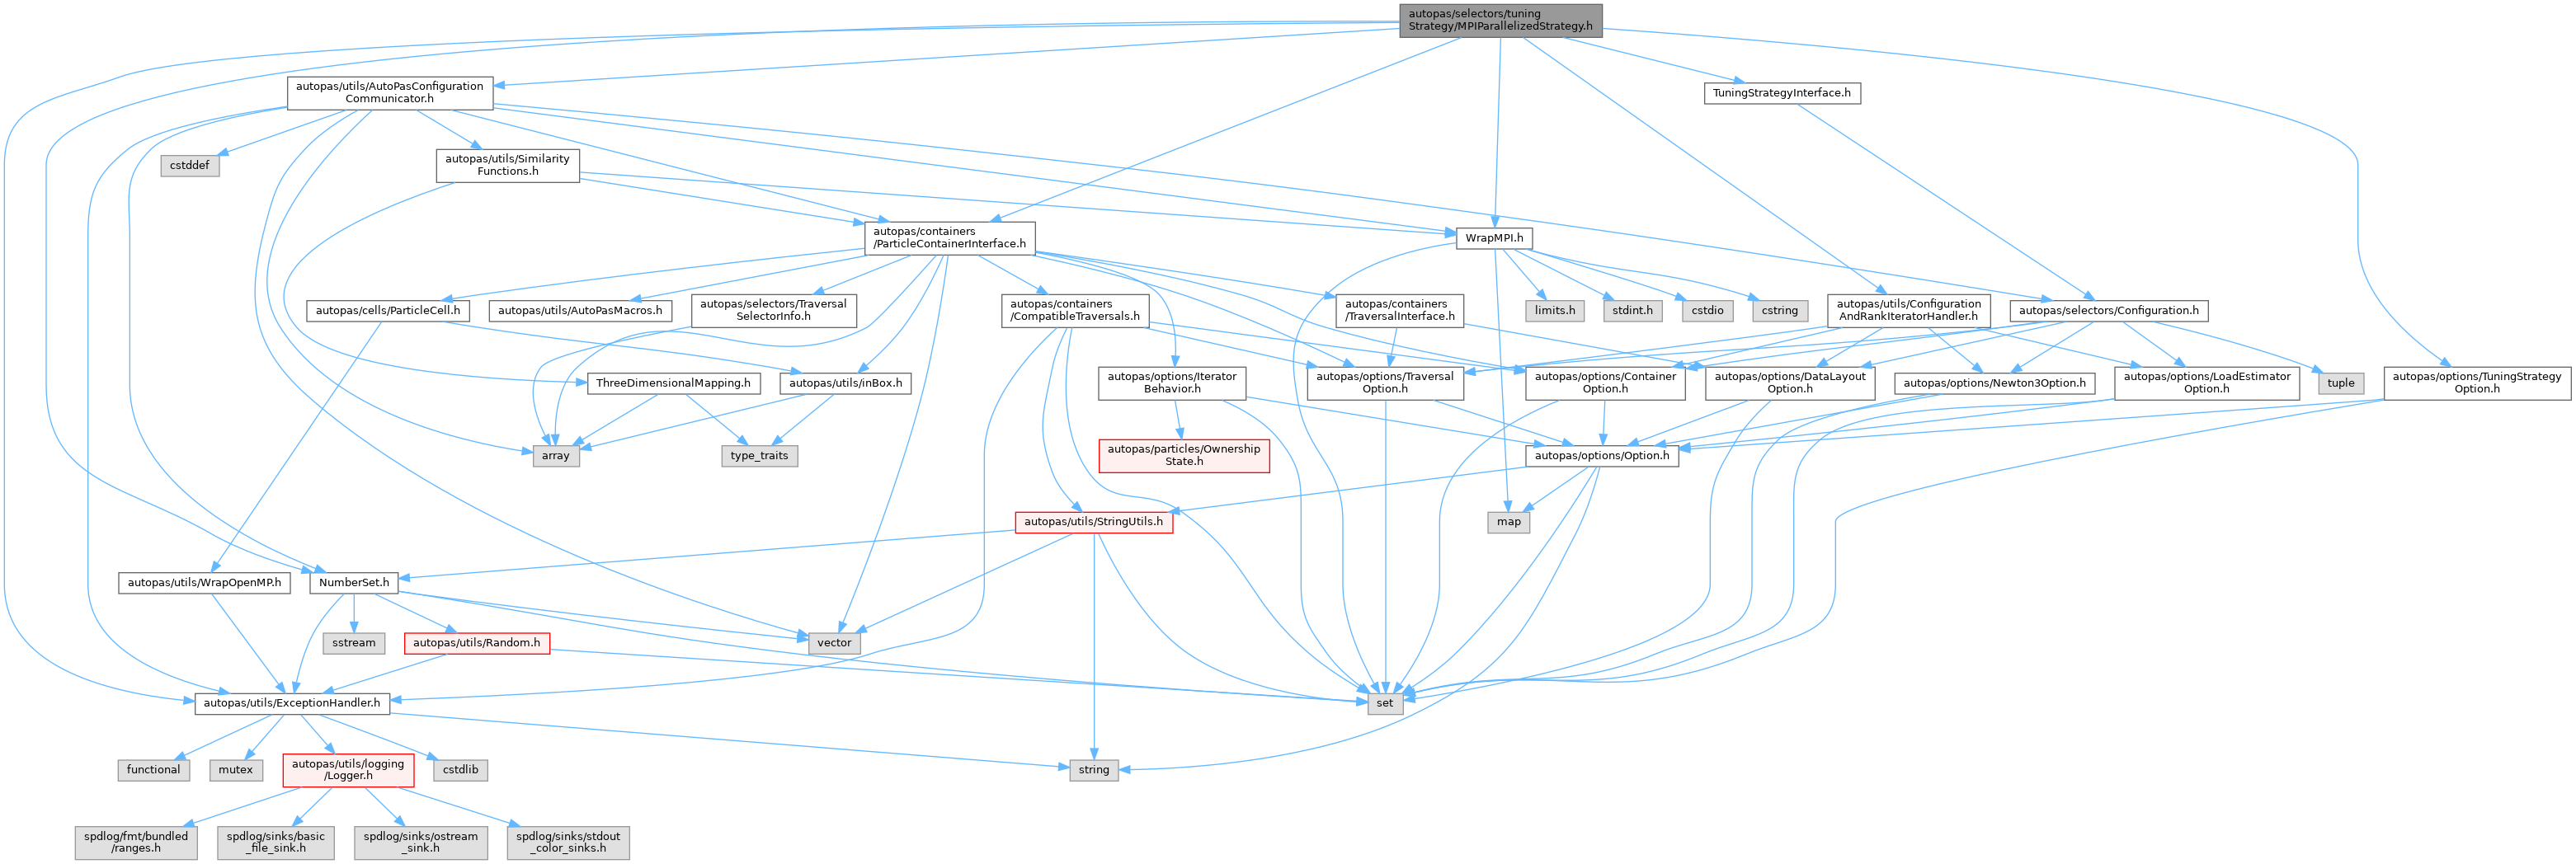 autopas/selectors/tuning
Strategy/MPIParallelizedStrategy.h
autopas/utils/AutoPasConfiguration
Communicator.h
TuningStrategyInterface.h
cstddef
autopas/utils/Similarity
Functions.h
autopas/containers
/ParticleContainerInterface.h
WrapMPI.h
autopas/cells/ParticleCell.h
autopas/utils/AutoPasMacros.h
autopas/selectors/Traversal
SelectorInfo.h
autopas/containers
/CompatibleTraversals.h
autopas/containers
/TraversalInterface.h
limits.h
stdint.h
cstdio
cstring
autopas/utils/Configuration
AndRankIteratorHandler.h
autopas/selectors/Configuration.h
ThreeDimensionalMapping.h
autopas/utils/inBox.h
autopas/options/Iterator
Behavior.h
autopas/options/Traversal
Option.h
autopas/options/Container
Option.h
autopas/options/DataLayout
Option.h
autopas/options/Newton3Option.h
autopas/options/LoadEstimator
Option.h
tuple
autopas/options/TuningStrategy
Option.h
array
type_traits
autopas/particles/Ownership
State.h
autopas/options/Option.h
autopas/utils/StringUtils.h
map
autopas/utils/WrapOpenMP.h
NumberSet.h
sstream
autopas/utils/Random.h
vector
autopas/utils/ExceptionHandler.h
set
functional
mutex
autopas/utils/logging
/Logger.h
cstdlib
string
spdlog/fmt/bundled
/ranges.h
spdlog/sinks/basic
_file_sink.h
spdlog/sinks/ostream
_sink.h
spdlog/sinks/stdout
_color_sinks.h